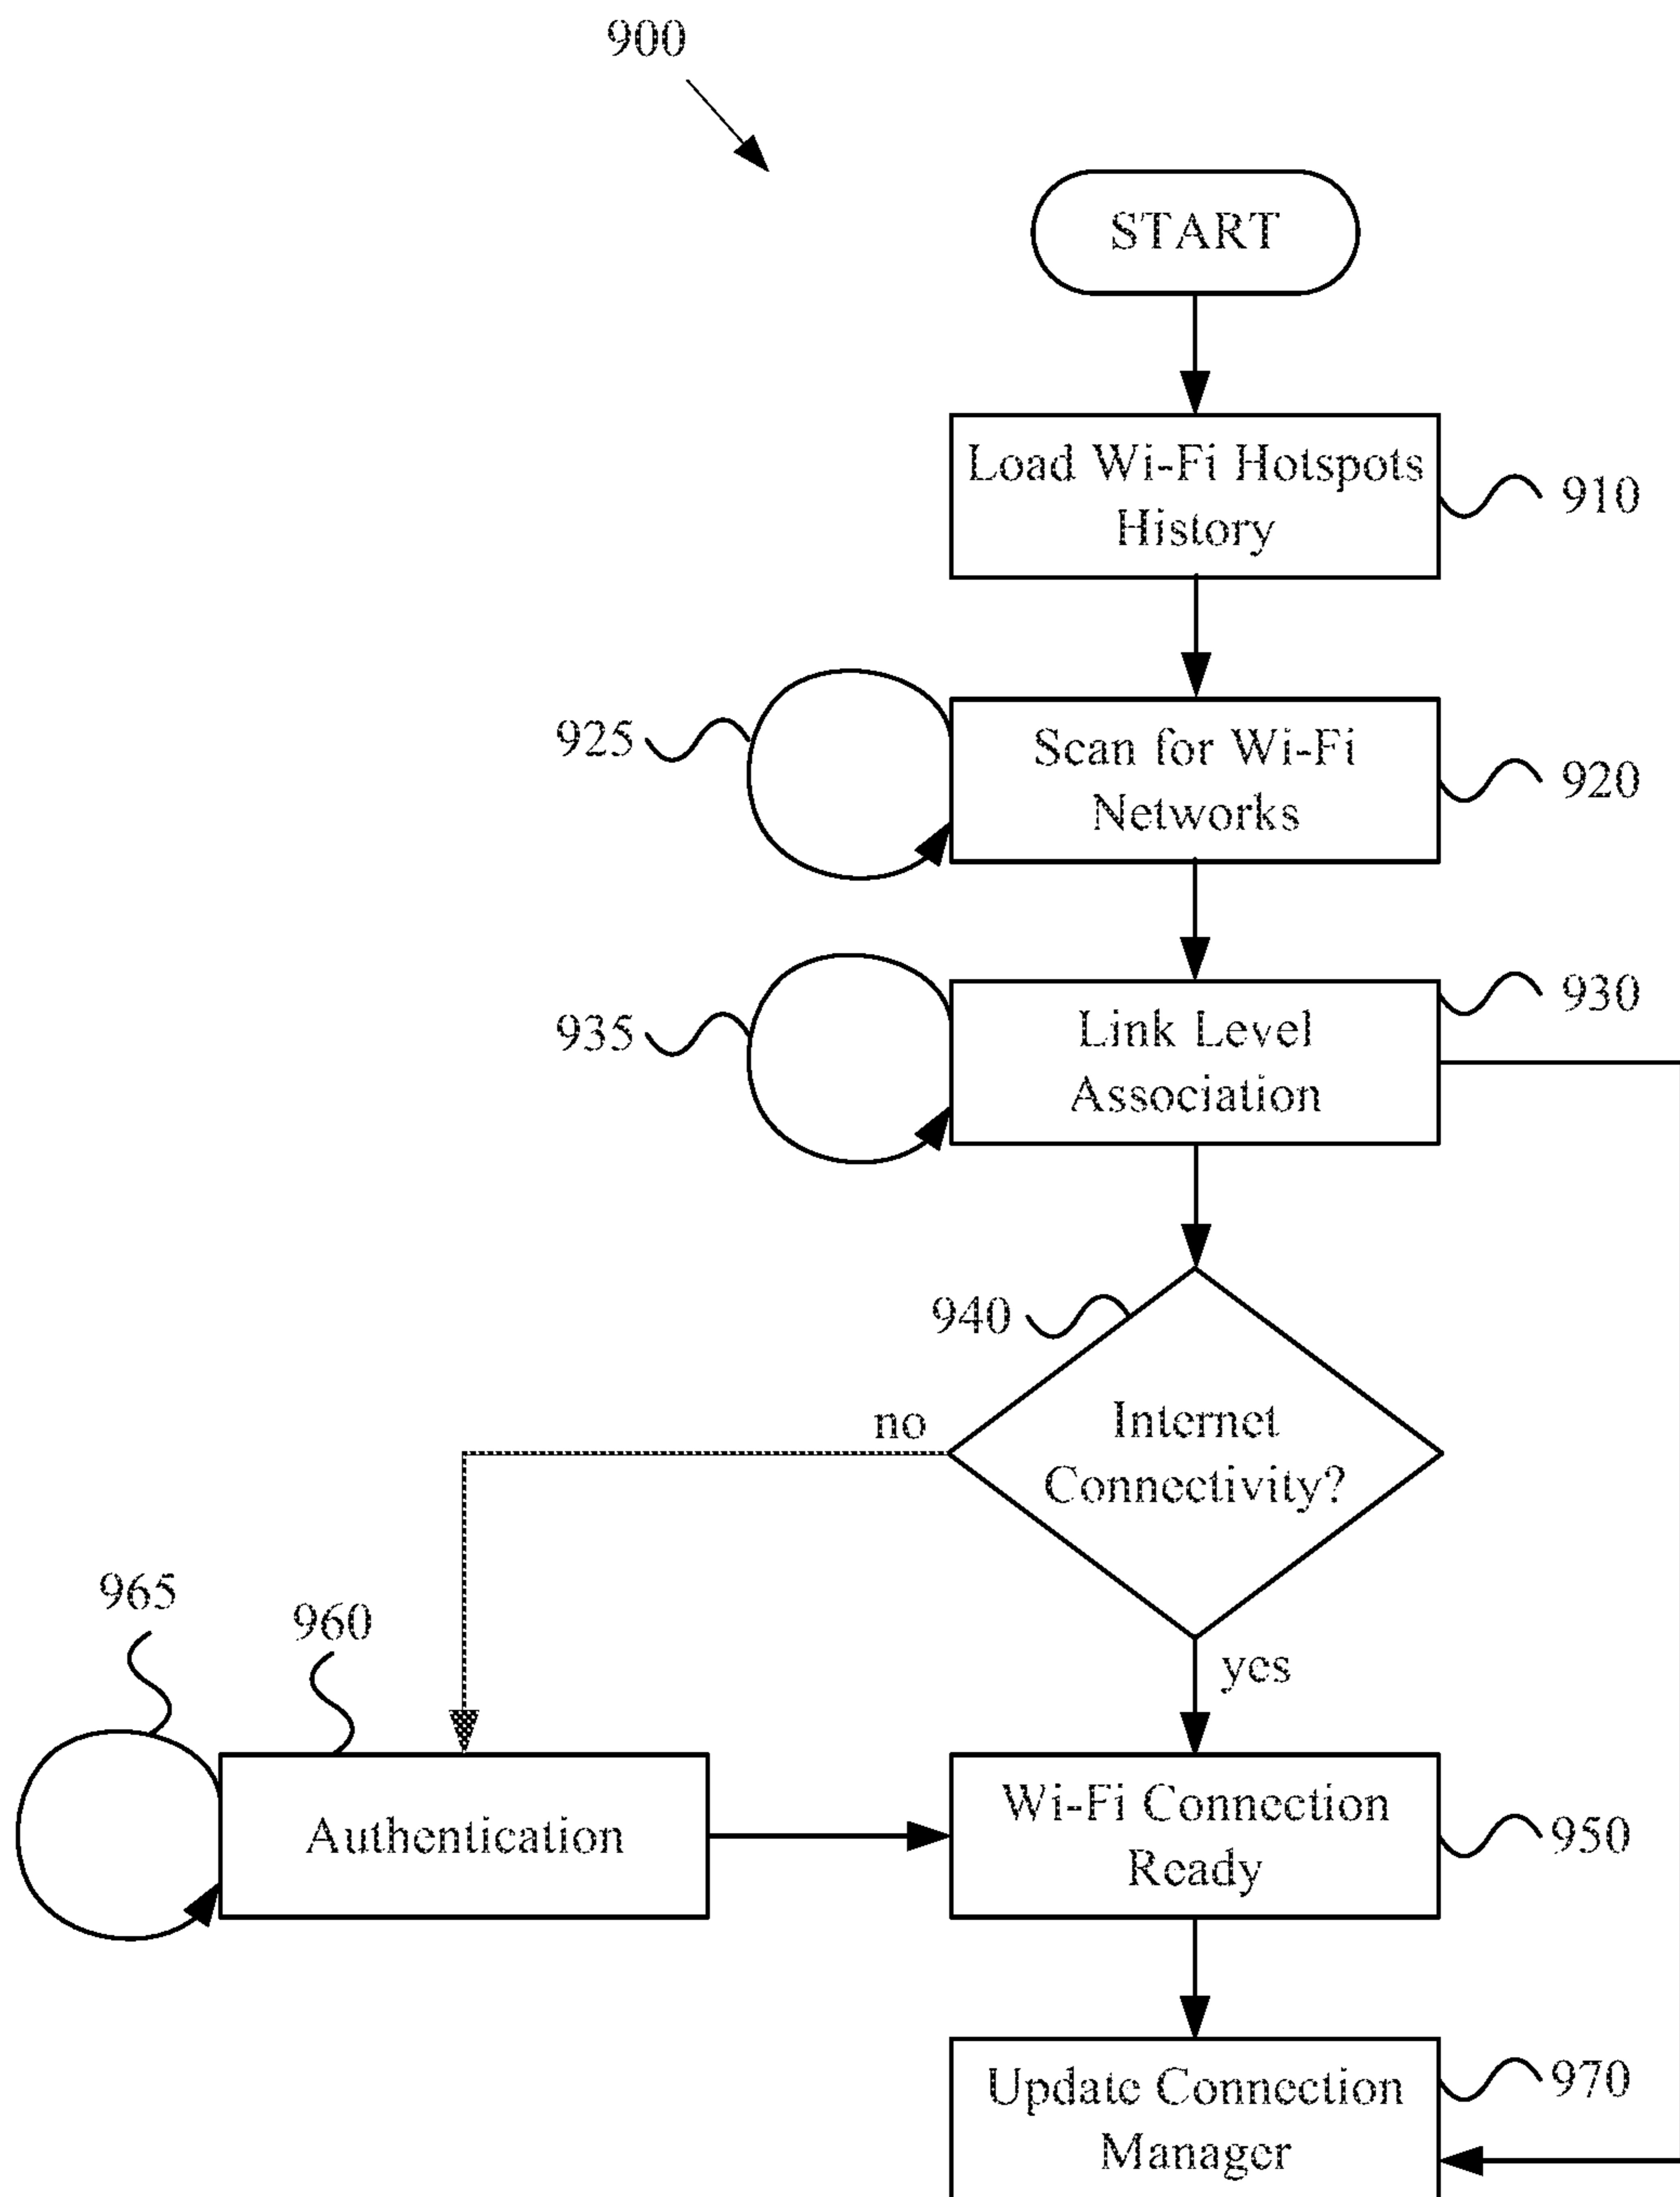 900
START
Load Wi-Fi Hotspots
History
910
925
Scan for Wi-Fi
Networks
920
935
Link Level
Association
930
940
no
Internet
Connectivity?
yes
965
960
Authentication
Wi-Fi Connection
Ready
950
Update Connection
Manager
970